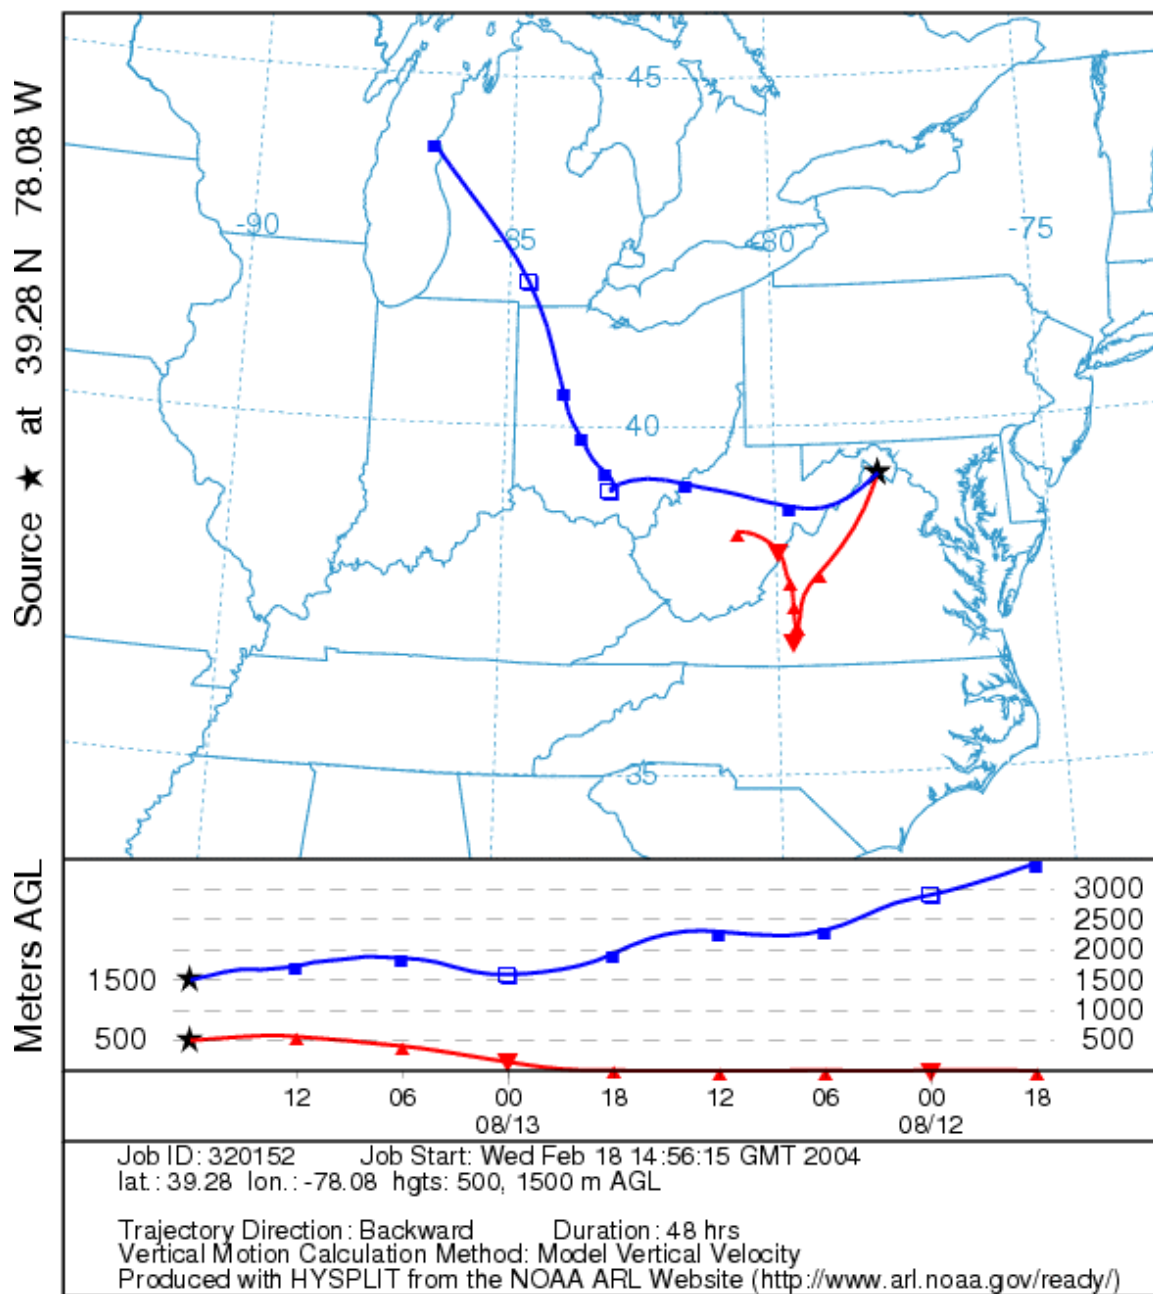 Source ★ at 39.28 N 78.08 W
45
-90
-85
-80
-75
40
35
Meters AGL
3000
2500
2000
1500 1500
1000
500 500
12 06 00 18 12 06 00 18
08/13 08/12
Job ID: 320152 Job Start: Wed Feb 18 14:56:15 GMT 2004
lat.: 39.28 lon.: -78.08 hgts: 500, 1500 m AGL
Trajectory Direction: Backward Duration: 48 hrs
Vertical Motion Calculation Method: Model Vertical Velocity
Produced with HYSPLIT from the NOAA ARL Website (http://www.arl.noaa.gov/ready/)